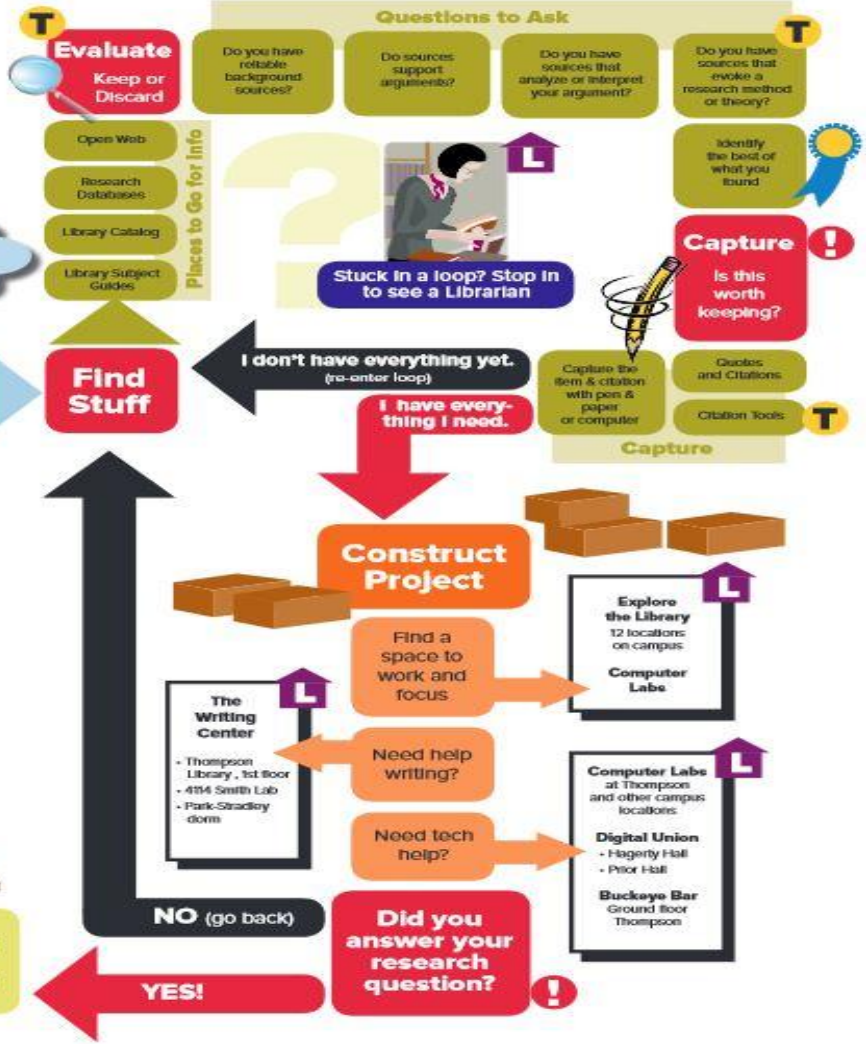 Questions to Ask
T
Evaluate
Keep or
Discard
Do you have
reliable
background
sources?
Do sources
support
arguments?
Do you have
sources that
analyze or interpret
your argument?
Do you have
sources that
evoke a
research method
or theory?
T
Open Web
Research
Databases
Library Catalog
Library Subject
Guides
Places to Go for Info
?
L
Stuck in a loop? Stop in
to see a Librarian
Identify
the best of
what you
found
Capture
!
Is this
worth
keeping?
Find
Stuff
I don't have everything yet.
(re-enter loop)
I have every-
thing I need.
Capture the
item & citation
with pen &
paper
or computer
Quotes
and Citations
Citation Tools
T
Capture
Construct
Project
Find a
space to
work and
focus
L
Explore
the Library
12 locations
on campus
Computer
Labs
L
The
Writing
Center
• Thompson
Library , 1st floor
• 4114 Smith Lab
• Park-Stradley
dorm
Need help
writing?
Need tech
help?
L
Computer Labs
at Thompson
and other campus
locations
Digital Union
• Hagerty Hall
• Prior Hall
Buckeye Bar
Ground floor
Thompson
NO (go back)
Did you
answer your
research
question?
!
YES!